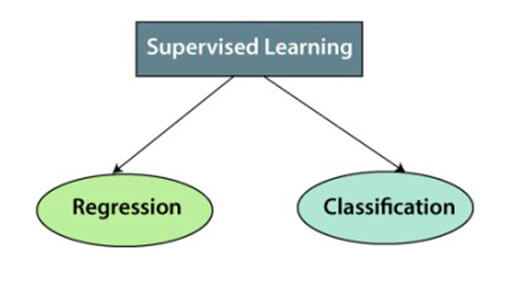 Supervised Learning
Regression
Classification